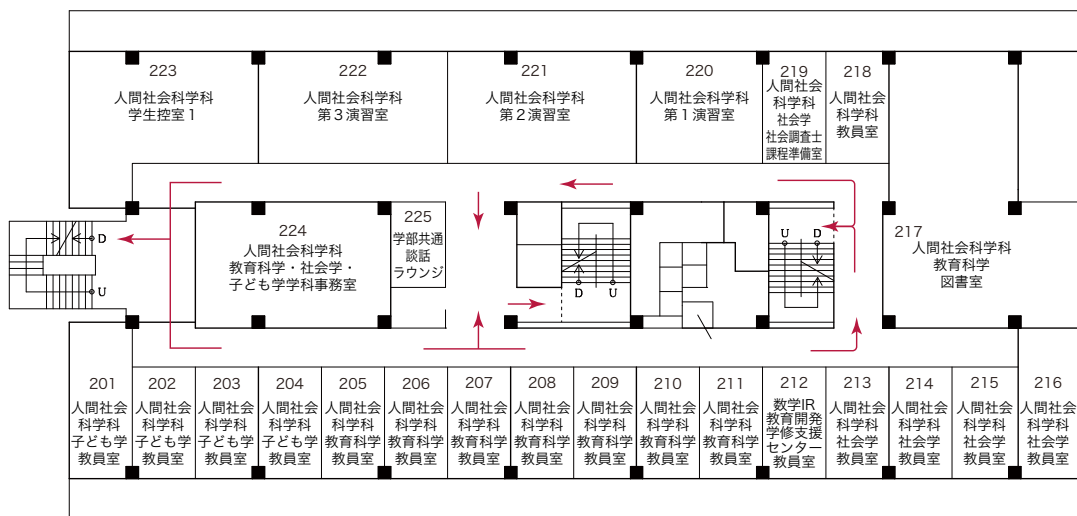 223
人間社会科学科
学生控室1
222
人間社会科学科
第3演習室
221
人間社会科学科
第2演習室
220
人間社会科学科
第1演習室
219
人間社会
科学科
社会学
社会調査士
課程準備室
218
人間社会
科学科
教員室
224
人間社会科学科
教育科学・社会学・
子ども学学科事務室
225
学部共通
談話
ラウンジ
217
人間社会科学科
教育科学
図書室
D
U
D
U
U
D
201
人間社会
科学科
子ども学
教員室
202
人間社会
科学科
子ども学
教員室
203
人間社会
科学科
子ども学
教員室
204
人間社会
科学科
子ども学
教員室
205
人間社会
科学科
教育科学
教員室
206
人間社会
科学科
教育科学
教員室
207
人間社会
科学科
教育科学
教員室
208
人間社会
科学科
教育科学
教員室
209
人間社会
科学科
教育科学
教員室
210
人間社会
科学科
教育科学
教員室
211
人間社会
科学科
教育科学
教員室
212
数学IR
教育開発
学修支援
センター
教員室
213
人間社会
科学科
社会学
教員室
214
人間社会
科学科
社会学
教員室
215
人間社会
科学科
社会学
教員室
216
人間社会
科学科
社会学
教員室